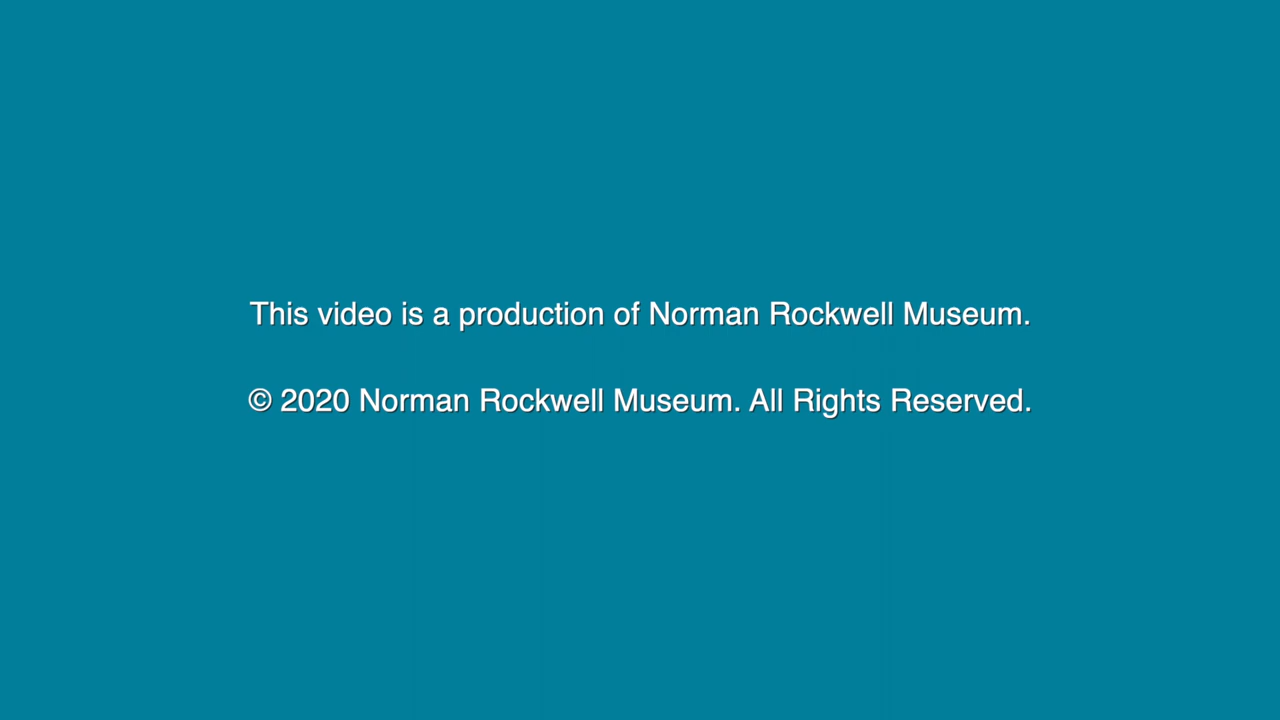 This video is a production of Norman Rockwell Museum.
© 2020 Norman Rockwell Museum. All Rights Reserved.